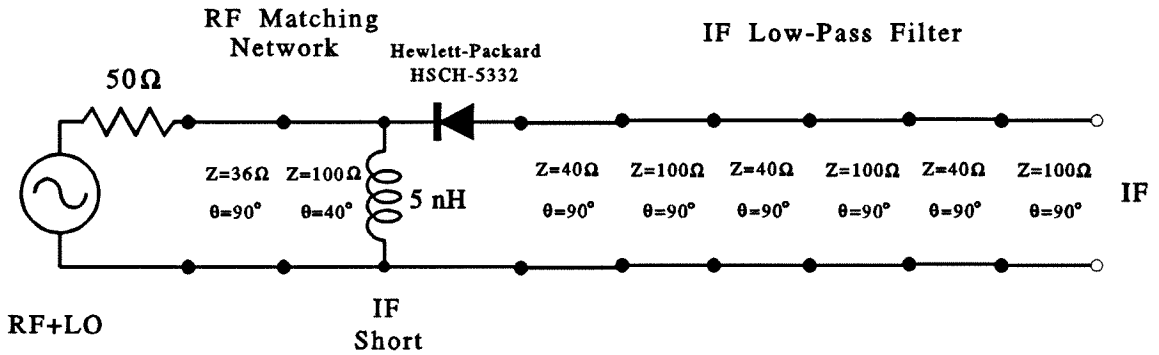 RF Matching
Network
IF Low-Pass Filter
Hewlett-Packard
HSCH-5332
50Ω
Z=36Ω Z=100Ω
θ=90° θ=40°
5 nH
Z=40Ω Z=100Ω Z=40Ω Z=100Ω Z=40Ω Z=100Ω
θ=90° θ=90° θ=90° θ=90° θ=90° θ=90°
IF
RF+LO
IF
Short